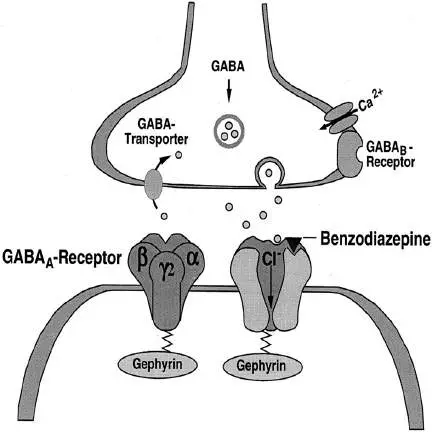 GABA
GABA-
Transporter
Ca2+
GABAB-
Receptor
Benzodiazepine
GABAA-Receptor
β
γ2
α
Cl-
Gephyrin
Gephyrin